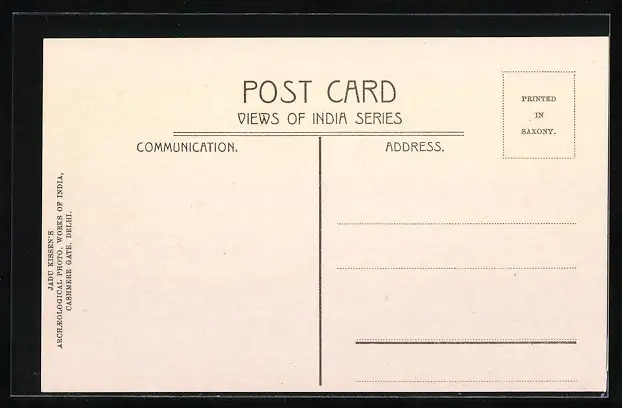 POST CARD
VIEWS OF INDIA SERIES
COMMUNICATION.
ADDRESS.
PRINTED
IN
SAXONY.
JADU KISSEN'S
ARCHÆOLOGICAL PHOTO. WORKS OF INDIA,
CASHMERE GATE, DELHI.